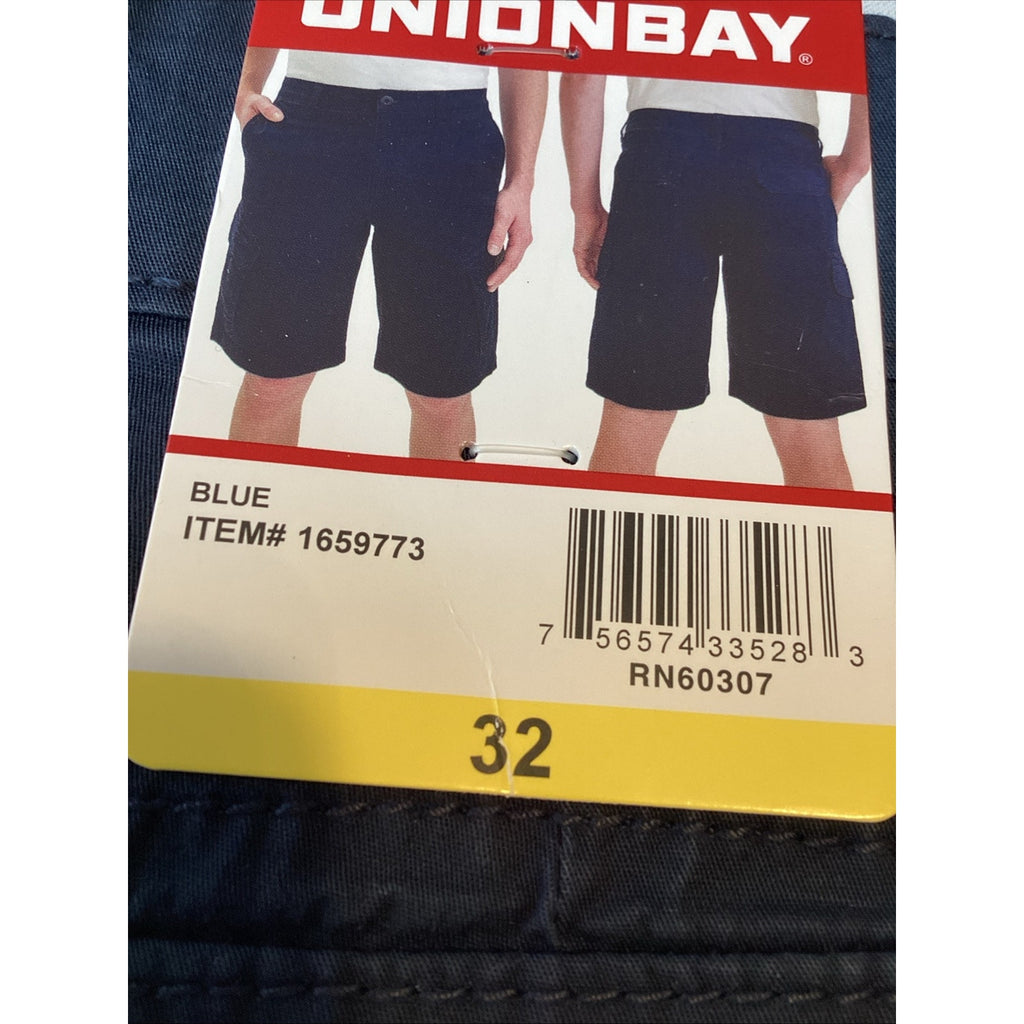 UNIONBAY®
BLUE
ITEM# 1659773
7 56574 33528 3
RN60307
32